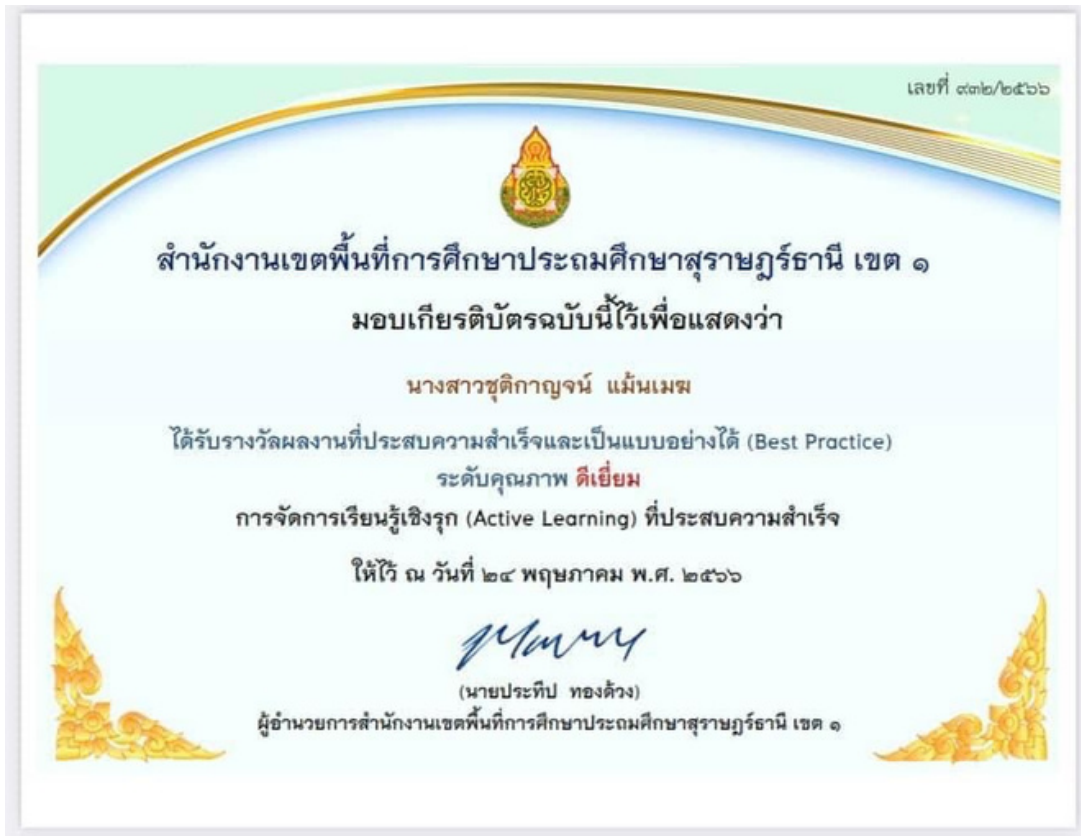 เลขที่ ๙๓๒/๒๕๖๖
สำนักงานเขตพื้นที่การศึกษาประถมศึกษาสุราษฎร์ธานี เขต ๑
มอบเกียรติบัตรฉบับนี้ไว้เพื่อแสดงว่า
นางสาวชุติกาญจน์ แม้นเมฆ
ได้รับรางวัลผลงานที่ประสบความสำเร็จและเป็นแบบอย่างได้ (Best Practice)
ระดับคุณภาพ ดีเยี่ยม
การจัดการเรียนรู้เชิงรุก (Active Learning) ที่ประสบความสำเร็จ
ให้ไว้ ณ วันที่ ๒๔ พฤษภาคม พ.ศ. ๒๕๖๖
(นายประทีป ทองด้วง)
ผู้อำนวยการสำนักงานเขตพื้นที่การศึกษาประถมศึกษาสุราษฎร์ธานี เขต ๑